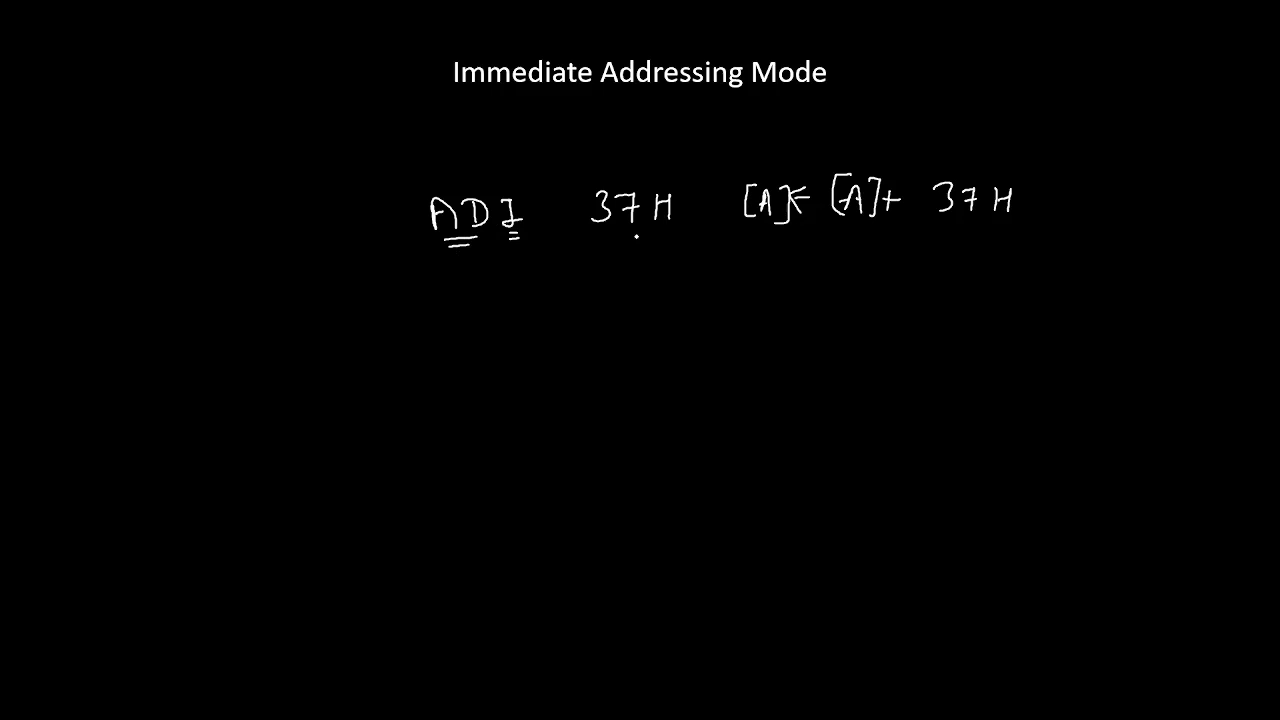 Immediate Addressing Mode
ADI 37H [A]← [A]+ 37H